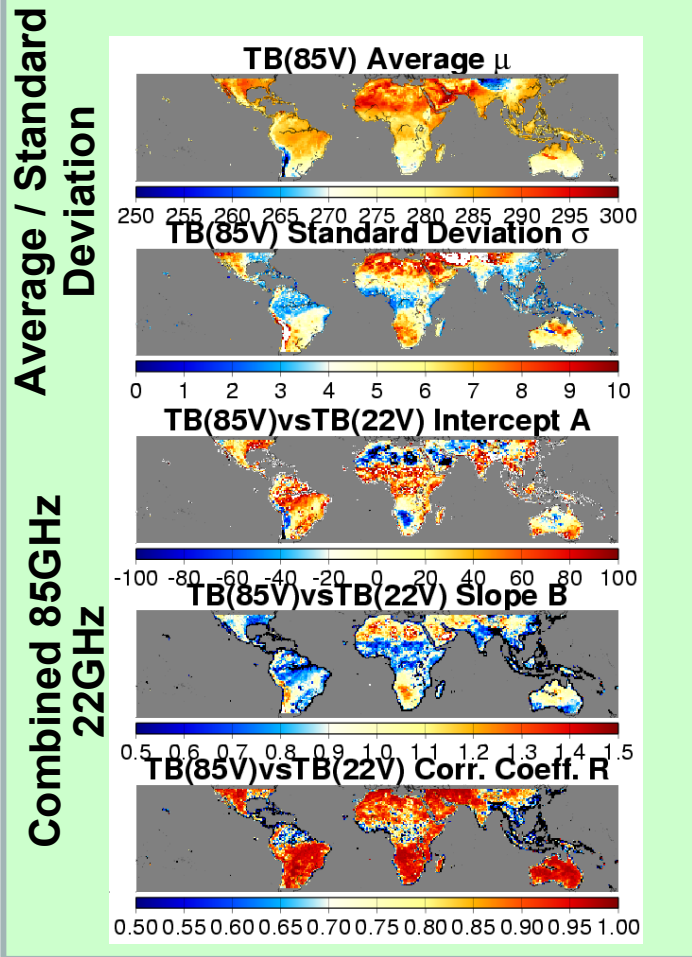 Average / Standard
Deviation
TB(85V) Average μ
250 255 260 265 270 275 280 285 290 295 300
TB(85V) Standard Deviation σ
0 1 2 3 4 5 6 7 8 9 10
Combined 85GHz
22GHz
TB(85V)vsTB(22V) Intercept A
-100 -80 -60 -40 -20 0 20 40 60 80 100
TB(85V)vsTB(22V) Slope B
0.5 0.6 0.7 0.8 0.9 1.0 1.1 1.2 1.3 1.4 1.5
TB(85V)vsTB(22V) Corr. Coeff. R
0.50 0.55 0.60 0.65 0.70 0.75 0.80 0.85 0.90 0.95 1.00